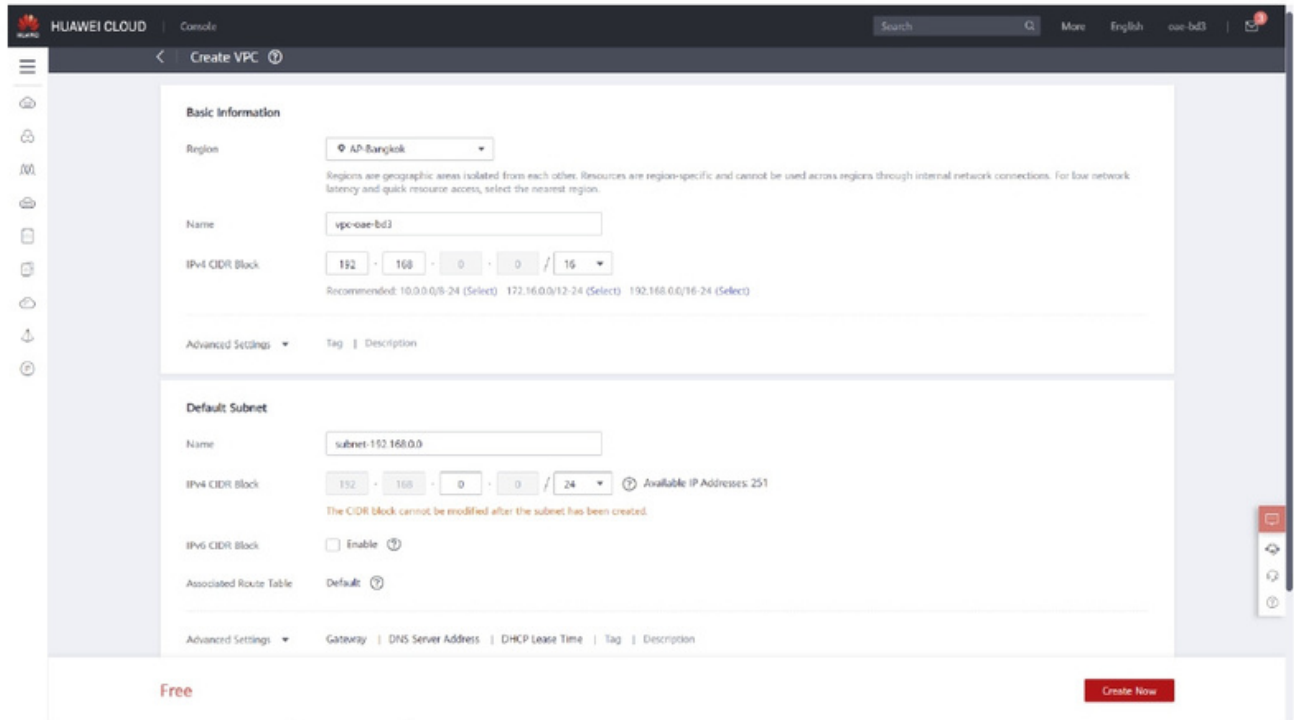 HUAWEI
HUAWEI CLOUD | Console Search More English oae-bd3 | 3
Create VPC ?
Basic Information
Region AP-Bangkok
Regions are geographic areas isolated from each other. Resources are region-specific and cannot be used across regions through internal network connections. For low network
latency and quick resource access, select the nearest region.
Name vpc-oae-bd3
IPv4 CIDR Block 192 · 168 · 0 · 0 / 16
Recommended: 10.0.0.0/8-24 (Select) 172.16.0.0/12-24 (Select) 192.168.0.0/16-24 (Select)
Advanced Settings Tag | Description
Default Subnet
Name subnet-192.168.0.0
IPv4 CIDR Block 192 · 168 · 0 · 0 / 24 ? Available IP Addresses: 251
The CIDR block cannot be modified after the subnet has been created.
IPv6 CIDR Block Enable ?
Associated Route Table Default ?
Advanced Settings Gateway | DNS Server Address | DHCP Lease Time | Tag | Description
Free Create Now